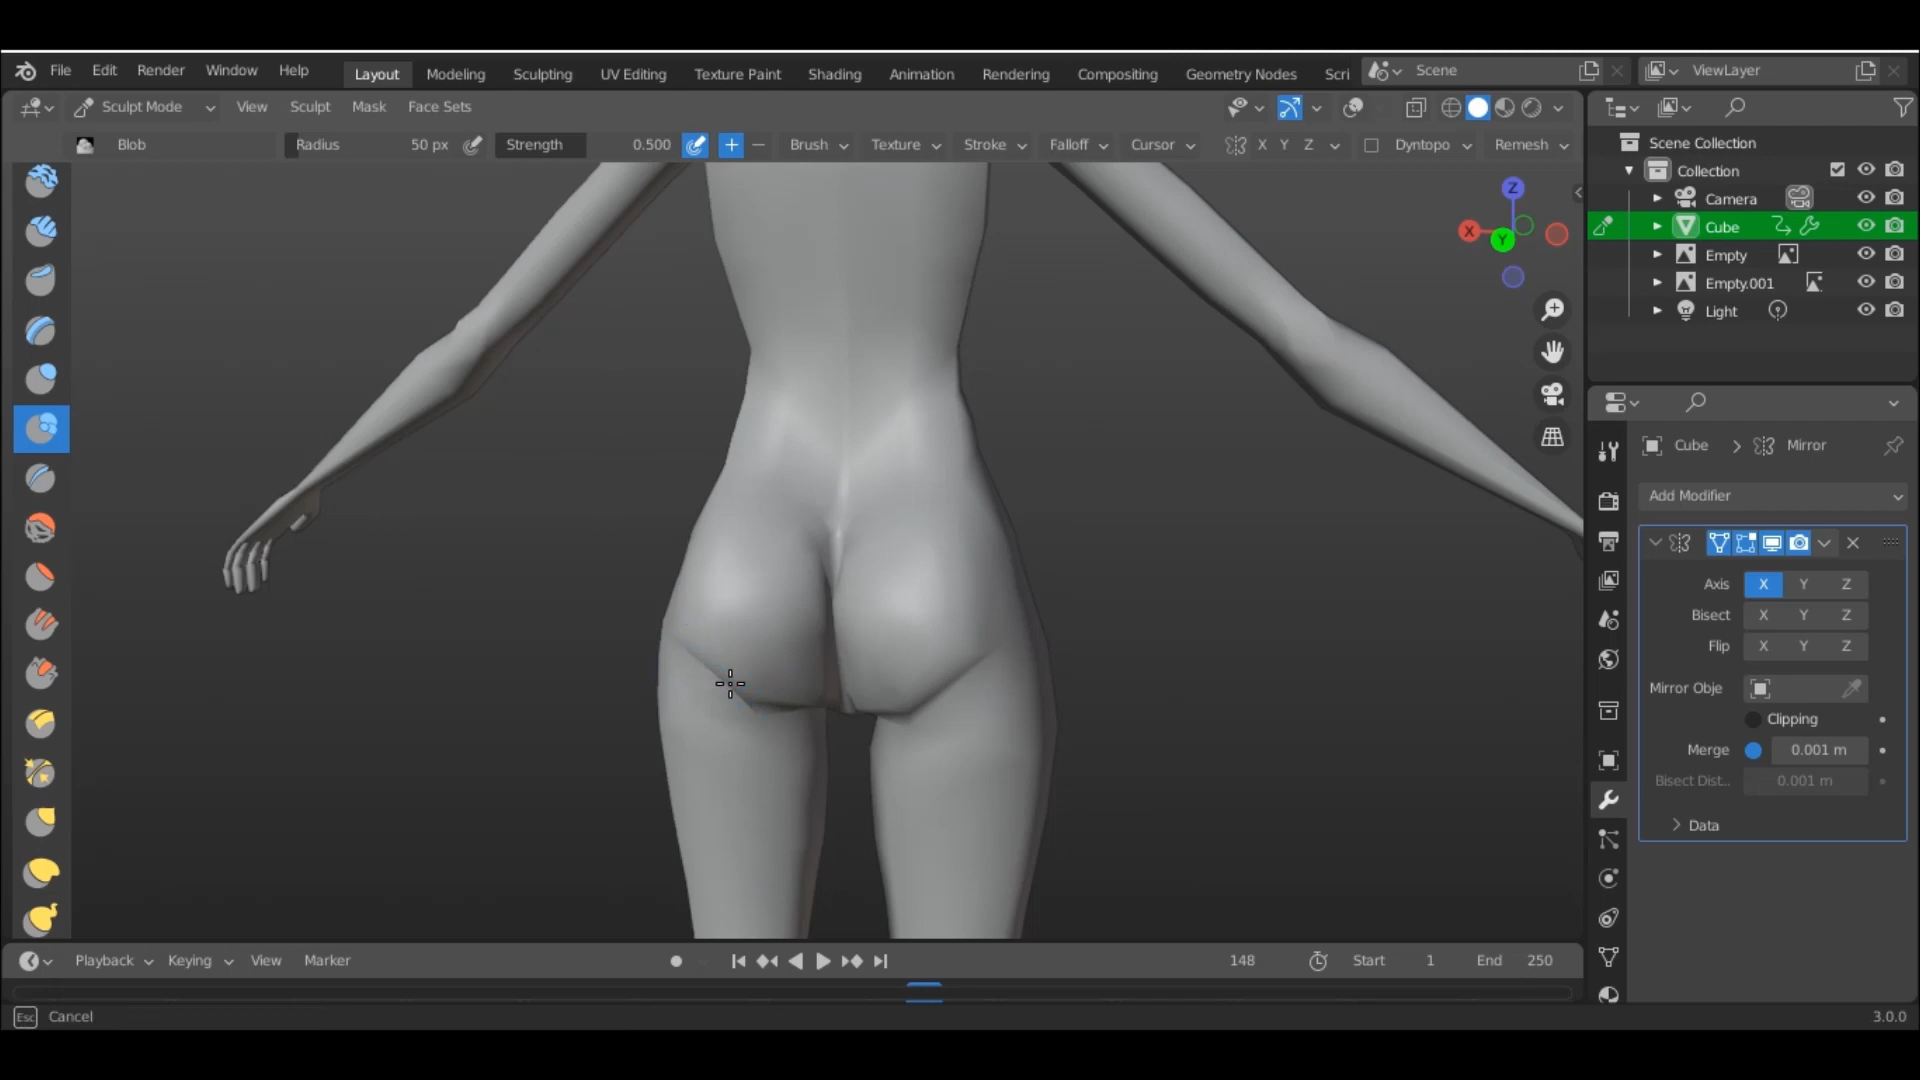 File Edit Render Window Help Layout Modeling Sculpting UV Editing Texture Paint Shading Animation Rendering Compositing Geometry Nodes Scri Scene ViewLayer
Sculpt Mode View Sculpt Mask Face Sets
Blob Radius 50 px Strength 0.500 Brush Texture Stroke Falloff Cursor X Y Z Dyntopo Remesh
Scene Collection
Collection
Camera
Cube
Empty
Empty.001
Light
Z
X
Y
Cube > Mirror
Add Modifier
Axis X Y Z
Bisect X Y Z
Flip X Y Z
Mirror Obje
Clipping
Merge 0.001 m
Bisect Dist.. 0.001 m
Data
Playback Keying View Marker 148 Start 1 End 250
Esc Cancel 3.0.0